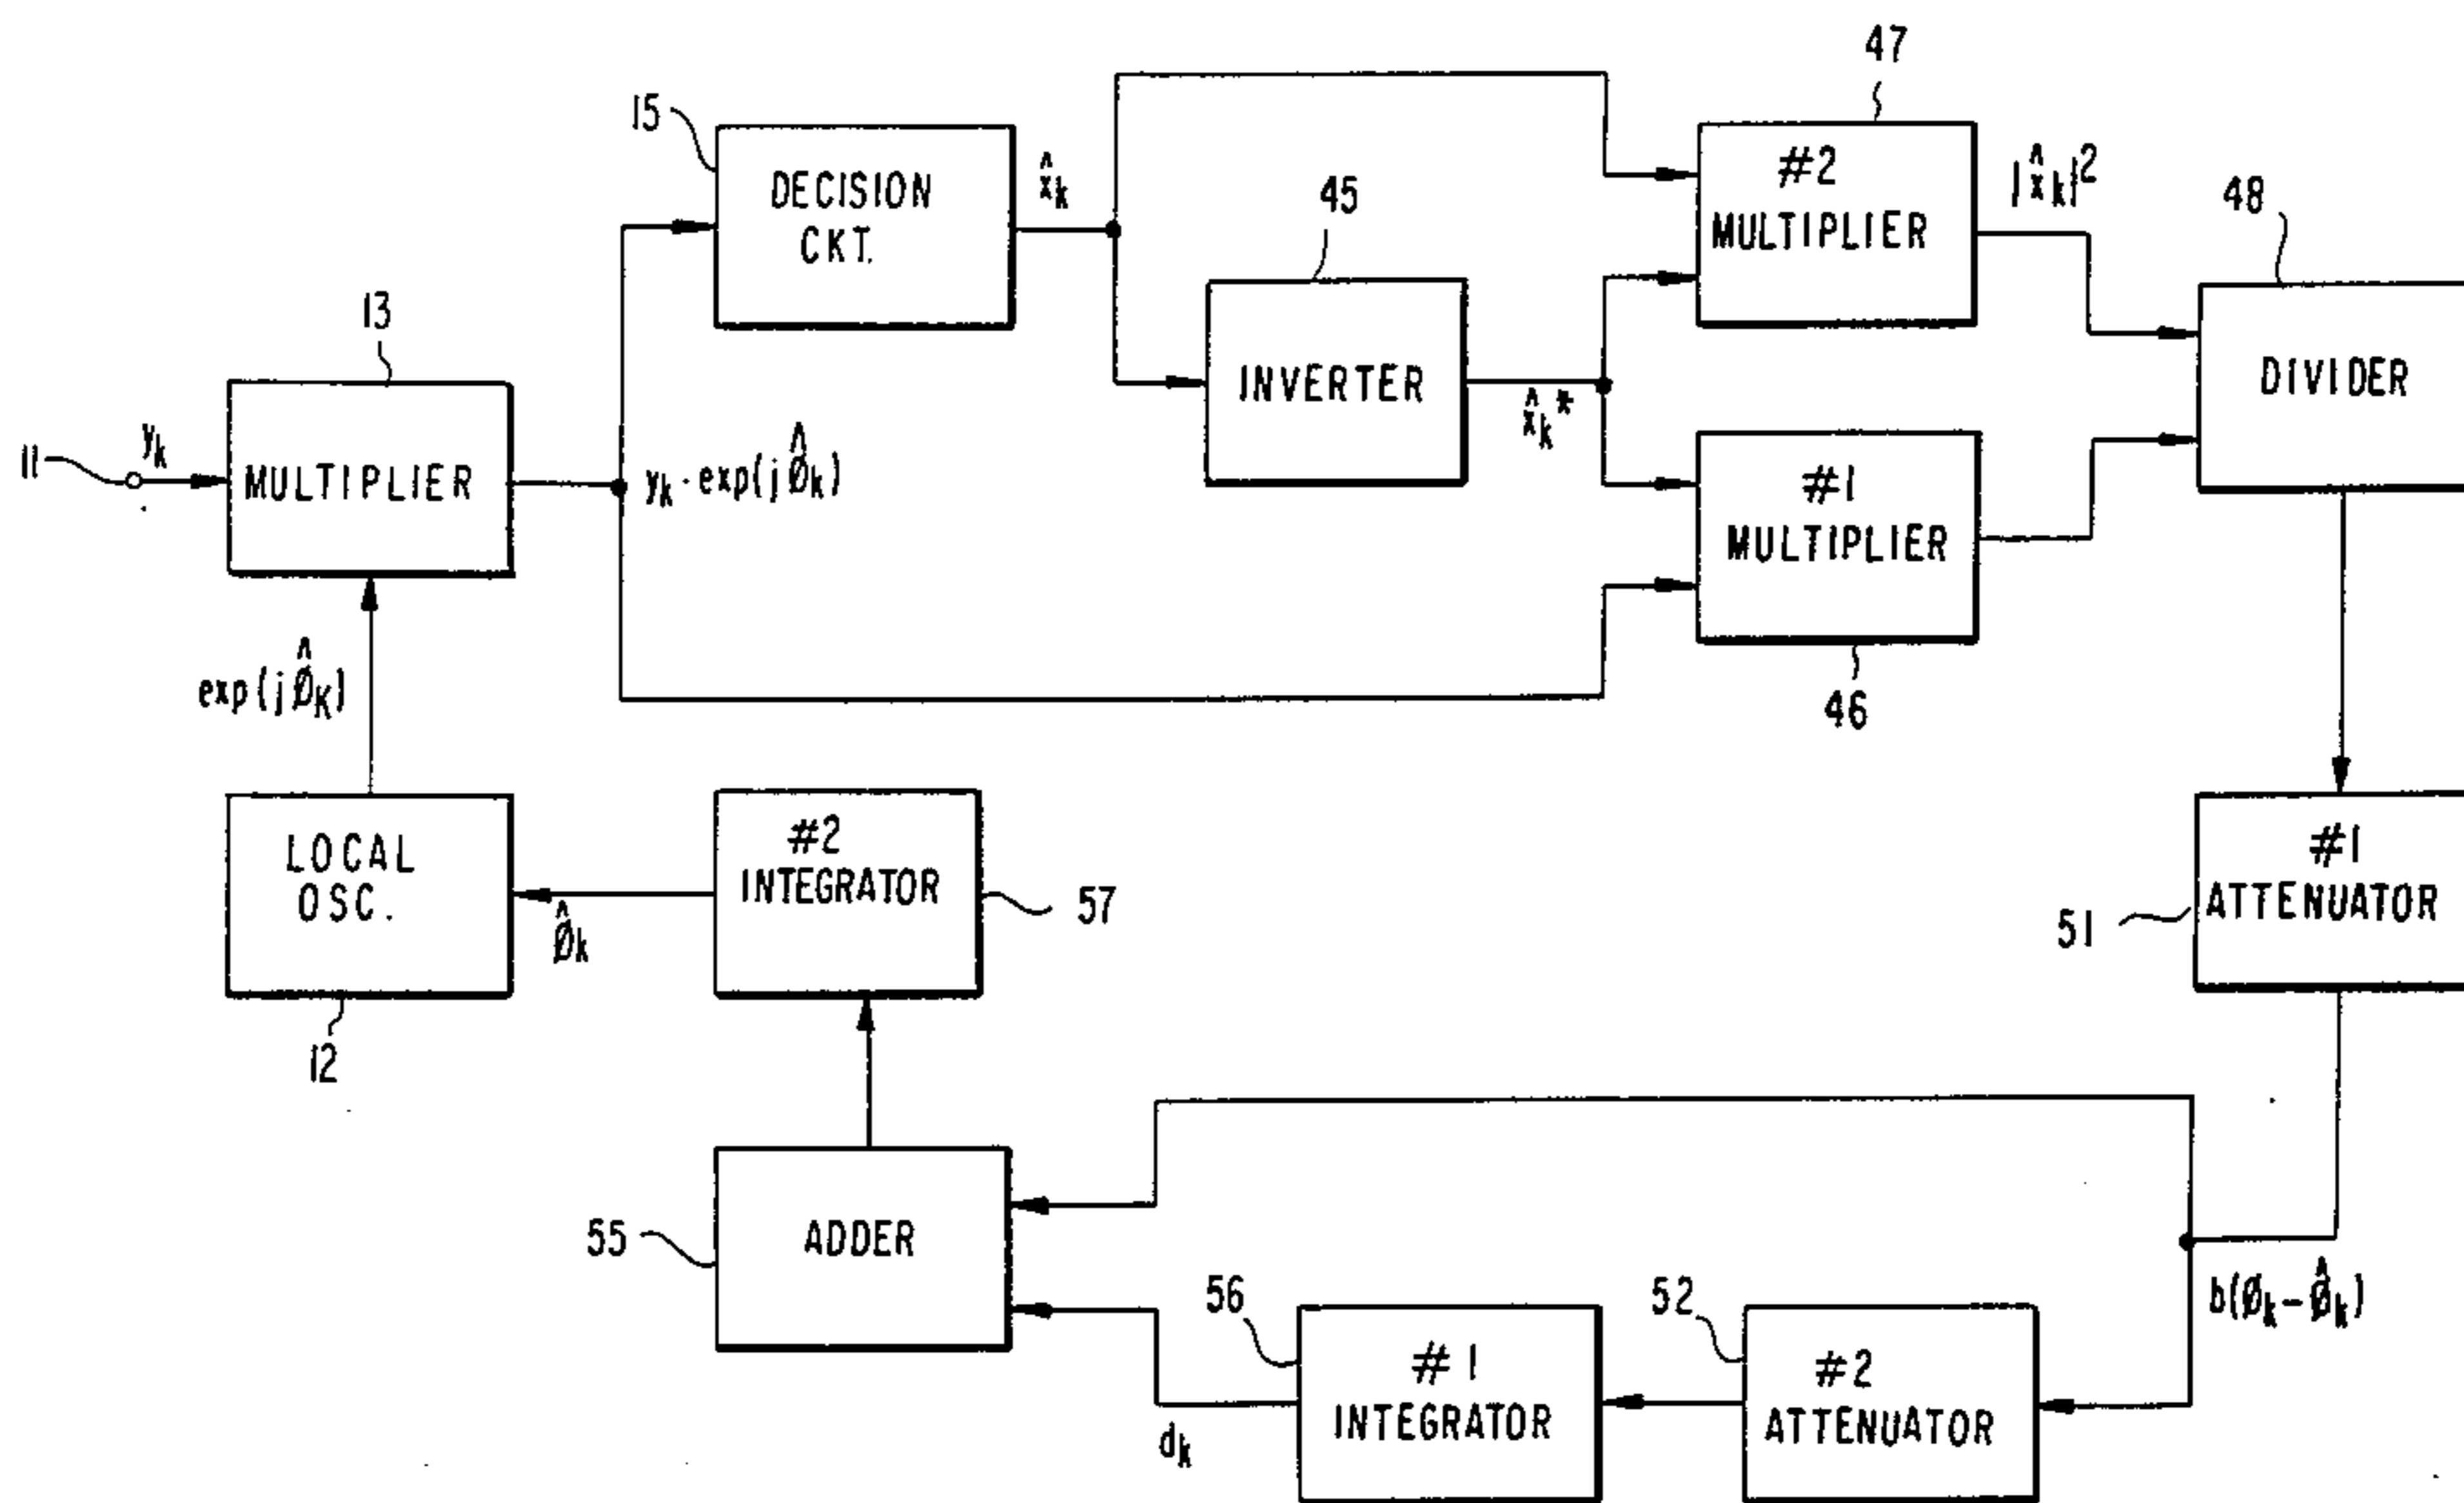 47
15
#2
MULTIPLIER
|x̂k|²
DECISION
CKT.
x̂k
45
48
13
INVERTER
x̂k*
DIVIDER
11
yk
MULTIPLIER
yk · exp(jφ̂k)
#1
MULTIPLIER
46
exp(jφ̂K)
LOCAL
OSC.
12
φ̂k
#2
INTEGRATOR
57
#1
ATTENUATOR
51
55
ADDER
56
52
b(φk − φ̂k)
dk
#1
INTEGRATOR
#2
ATTENUATOR